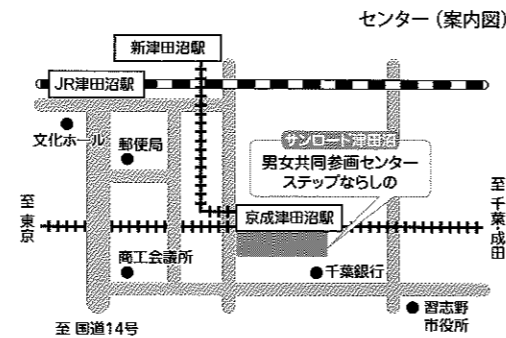 センター（案内図）
新津田沼駅
JR津田沼駅
文化ホール
郵便局
サンロート津田沼
男女共同参画センター
ステップならしの
至 東京
京成津田沼駅
至 千葉・成田
商工会議所
千葉銀行
習志野
市役所
至 国道14号